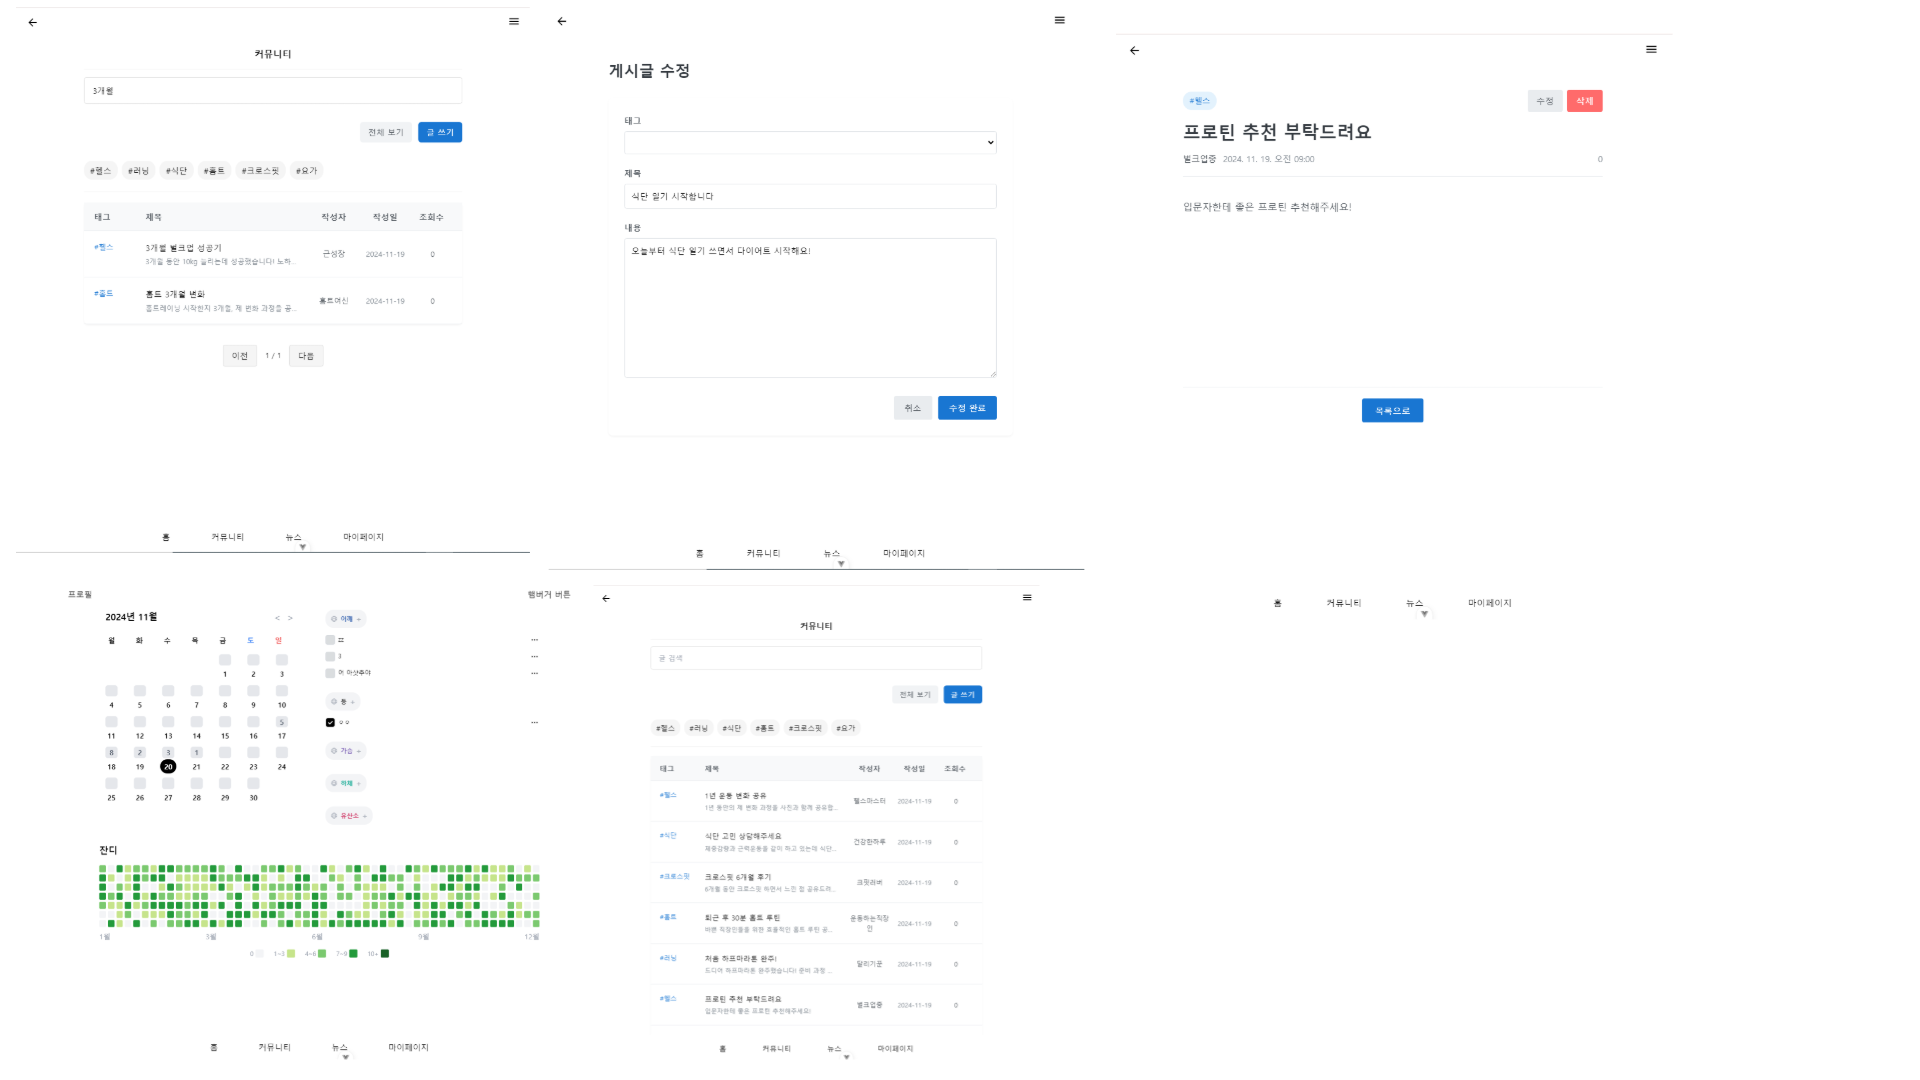 커뮤니티
3개월
전체 보기 글 쓰기
#헬스 #러닝 #식단 #홈트 #크로스핏 #요가
태그 제목 작성자 작성일 조회수
#헬스 3개월 벌크업 성공기 근성장 2024-11-19 0
3개월 동안 10kg 늘리는데 성공했습니다! 노하...
#홈트 홈트 3개월 변화 홈트여신 2024-11-19 0
홈트레이닝 시작한지 3개월, 제 변화 과정을 공...
이전 1 / 1 다음
홈 커뮤니티 뉴스 마이페이지
게시글 수정
태그
제목
식단 일기 시작합니다
내용
오늘부터 식단 일기 쓰면서 다이어트 시작해요!
취소 수정 완료
홈 커뮤니티 뉴스 마이페이지
#헬스 수정 삭제
프로틴 추천 부탁드려요
벌크업중 2024. 11. 19. 오전 09:00 0
입문자한테 좋은 프로틴 추천해주세요!
목록으로
홈 커뮤니티 뉴스 마이페이지
프로필 햄버거 버튼
2024년 11월 < >
월 화 수 목 금 토 일
1 2 3
4 5 6 7 8 9 10
5
11 12 13 14 15 16 17
8 2 3 1
18 19 20 21 22 23 24
25 26 27 28 29 30
어깨 +
ㅍ ...
3 ...
어 마샷추야 ...
등 +
ㅇㅇ ...
가슴 +
하체 +
유산소 +
잔디
1월 3월 6월 9월 12월
0 1~3 4~6 7~9 10+
홈 커뮤니티 뉴스 마이페이지
커뮤니티
글 검색
전체 보기 글 쓰기
#헬스 #러닝 #식단 #홈트 #크로스핏 #요가
태그 제목 작성자 작성일 조회수
#헬스 1년 운동 변화 공유 헬스마스터 2024-11-19 0
1년 동안의 제 변화 과정을 사진과 함께 공유합...
#식단 식단 고민 상담해주세요 건강한하루 2024-11-19 0
체중감량과 근력운동을 같이 하고 있는데 식단...
#크로스핏 크로스핏 6개월 후기 크핏러버 2024-11-19 0
6개월 동안 크로스핏 하면서 느낀 점 공유드려...
#홈트 퇴근 후 30분 홈트 루틴 운동하는직장인 2024-11-19 0
바쁜 직장인들을 위한 효율적인 홈트 루틴 공...
#러닝 처음 하프마라톤 완주! 달리기꾼 2024-11-19 0
드디어 하프마라톤 완주했습니다! 준비 과정 ...
#헬스 프로틴 추천 부탁드려요 벌크업중 2024-11-19 0
입문자한테 좋은 프로틴 추천해주세요!
홈 커뮤니티 뉴스 마이페이지